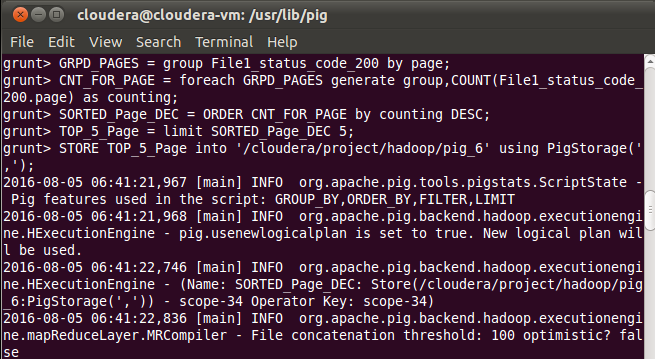 cloudera@cloudera-vm: /usr/lib/pig
File Edit View Search Terminal Help
grunt> GRPD_PAGES = group File1_status_code_200 by page;
grunt> CNT_FOR_PAGE = foreach GRPD_PAGES generate group,COUNT(File1_status_code_
200.page) as counting;
grunt> SORTED_Page_DEC = ORDER CNT_FOR_PAGE by counting DESC;
grunt> TOP_5_Page = limit SORTED_Page_DEC 5;
grunt> STORE TOP_5_Page into '/cloudera/project/hadoop/pig_6' using PigStorage('
,');
2016-08-05 06:41:21,967 [main] INFO  org.apache.pig.tools.pigstats.ScriptState -
 Pig features used in the script: GROUP_BY,ORDER_BY,FILTER,LIMIT
2016-08-05 06:41:21,968 [main] INFO  org.apache.pig.backend.hadoop.executionengi
ne.HExecutionEngine - pig.usenewlogicalplan is set to true. New logical plan wil
l be used.
2016-08-05 06:41:22,746 [main] INFO  org.apache.pig.backend.hadoop.executionengi
ne.HExecutionEngine - (Name: SORTED_Page_DEC: Store(/cloudera/project/hadoop/pig
_6:PigStorage(',')) - scope-34 Operator Key: scope-34)
2016-08-05 06:41:22,836 [main] INFO  org.apache.pig.backend.hadoop.executionengi
ne.mapReduceLayer.MRCompiler - File concatenation threshold: 100 optimistic? fal
se